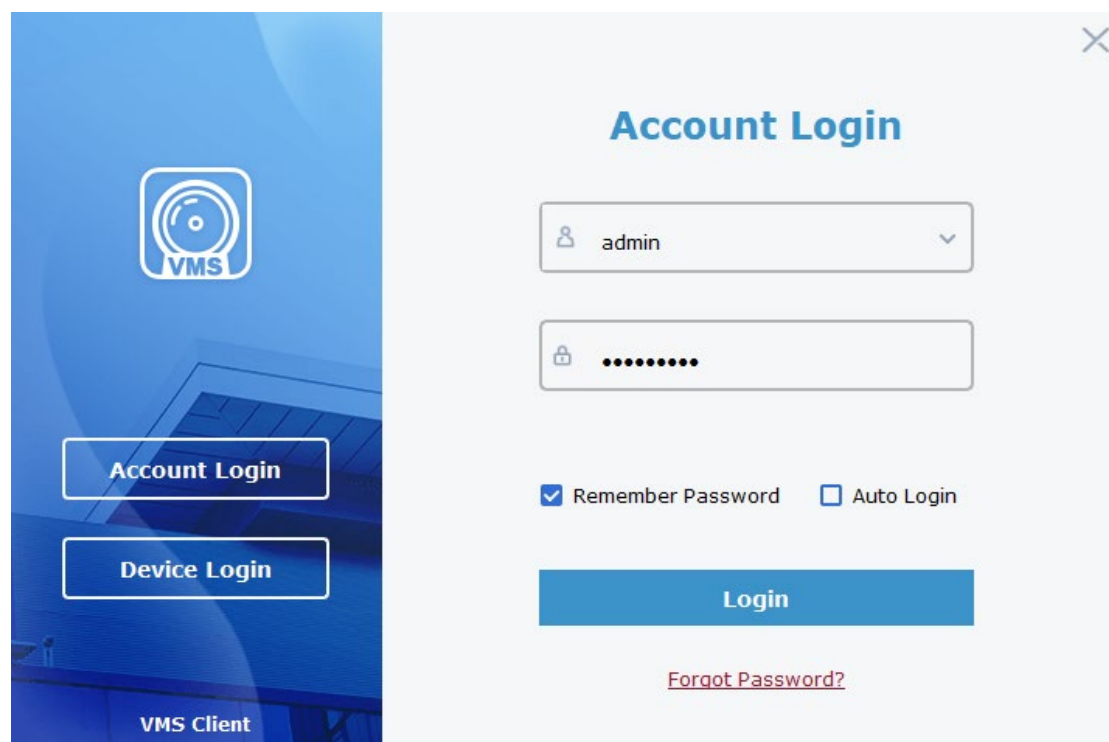 VMS
Account Login
Device Login
VMS Client
Account Login
admin
•••••••••
Remember Password
Auto Login
Login
Forgot Password?